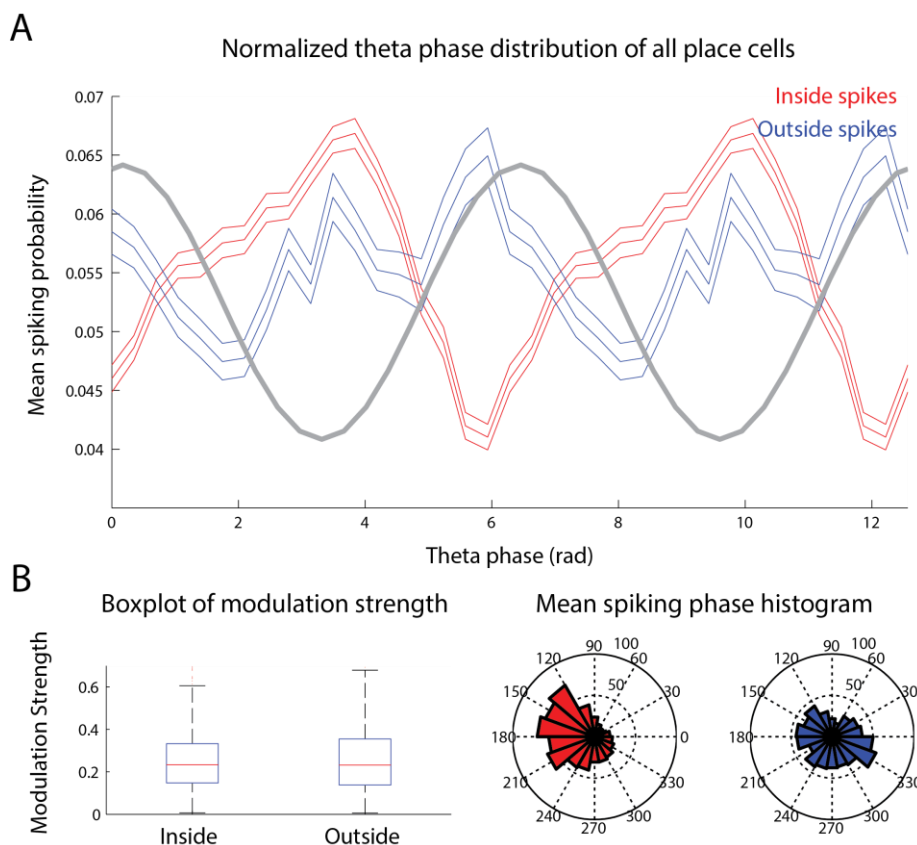 A
Normalized theta phase distribution of all place cells
Inside spikes
Outside spikes
Mean spiking probability
0.07
0.065
0.06
0.055
0.05
0.045
0.04
0 2 4 6 8 10 12
Theta phase (rad)
B
Boxplot of modulation strength
Modulation Strength
0.6
0.4
0.2
0
Inside Outside
Mean spiking phase histogram
90 100
120 60
150 50 30
180 0
210 330
240 300
270
90 100
120 60
150 50 30
180 0
210 330
240 300
270